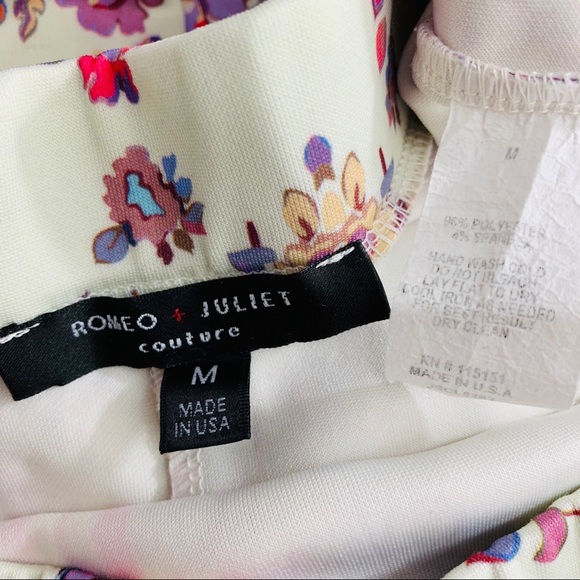 ROMEO + JULIET
couture
M
MADE
IN USA
M
96% POLYESTER
4% SPANDEX
HAND WASH COLD
DO NOT BLEACH
LAY FLAT TO DRY
COOL IRON AS NEEDED
FOR BEST RESULT
DRY CLEAN
RN # 115151
MADE IN U.S.A